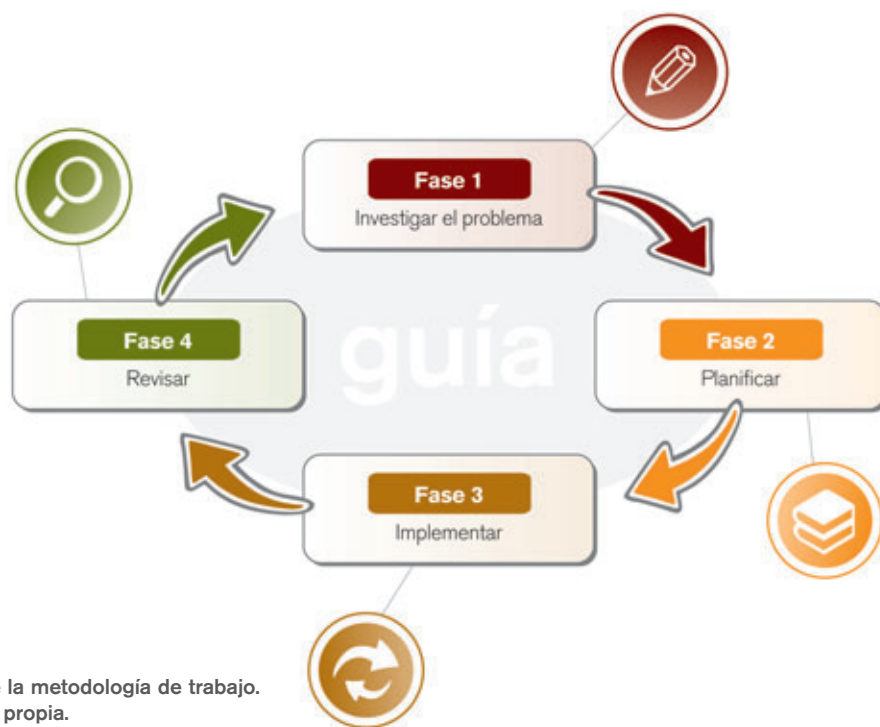 Fase 1
Investigar el problema
Fase 4
Revisar
guía
Fase 2
Planificar
Fase 3
Implementar
la metodología de trabajo.
propia.